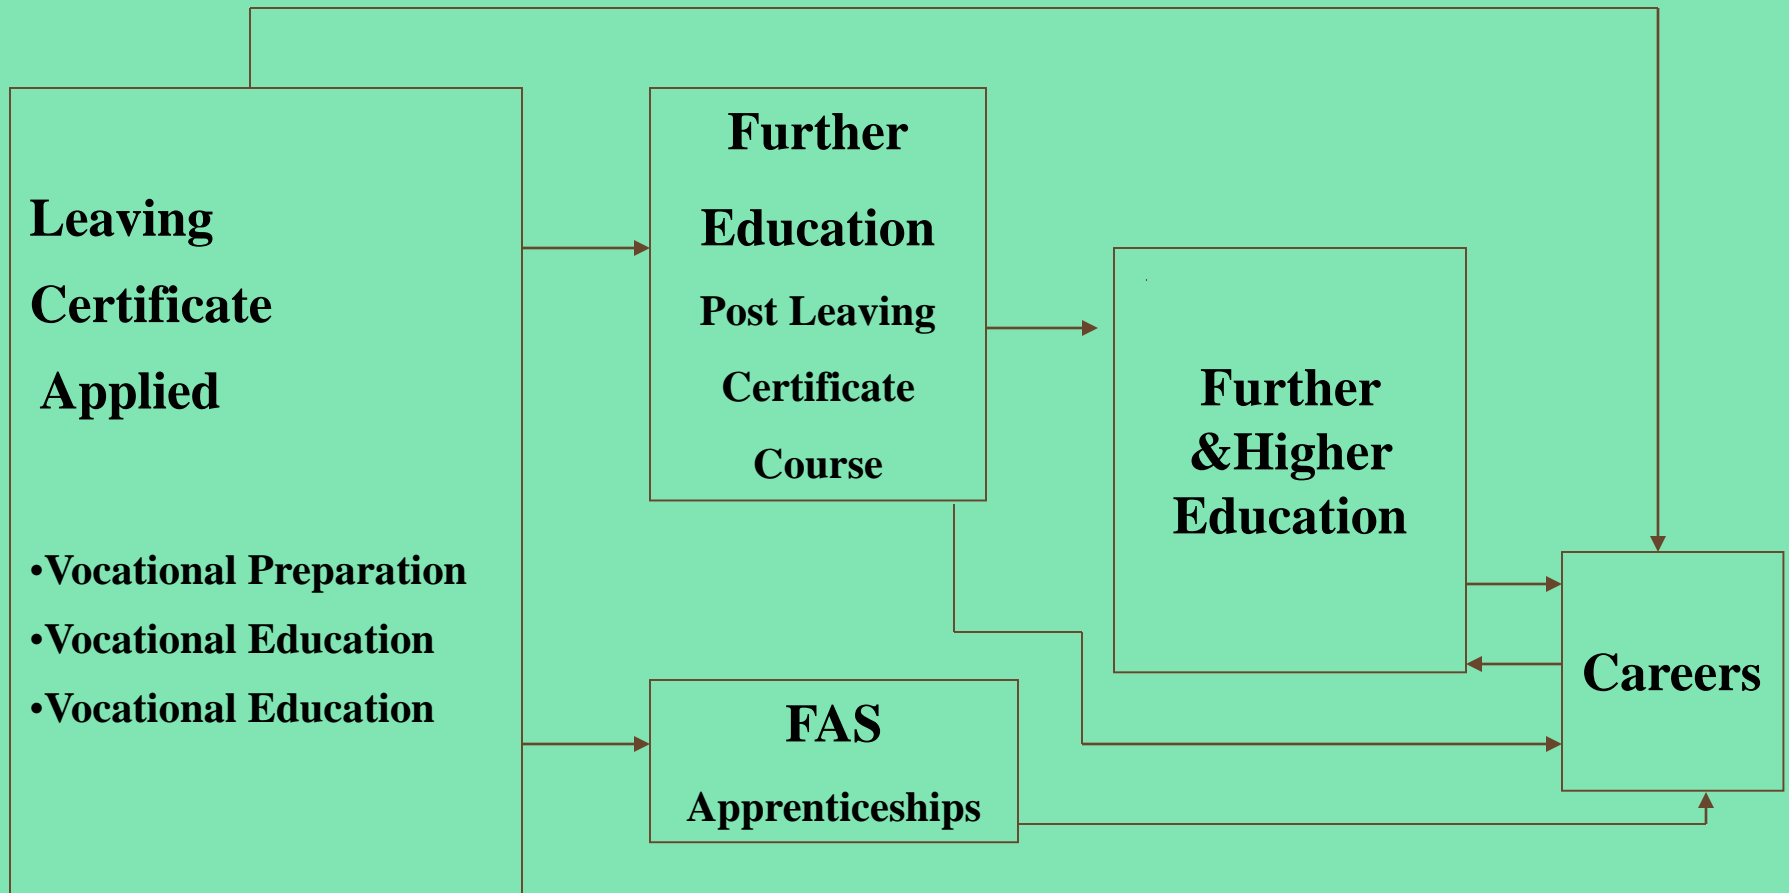 Leaving
Certificate
Applied
•Vocational Preparation
•Vocational Education
•Vocational Education
Further
Education
Post Leaving
Certificate
Course
FAS
Apprenticeships
Further
&Higher
Education
Careers